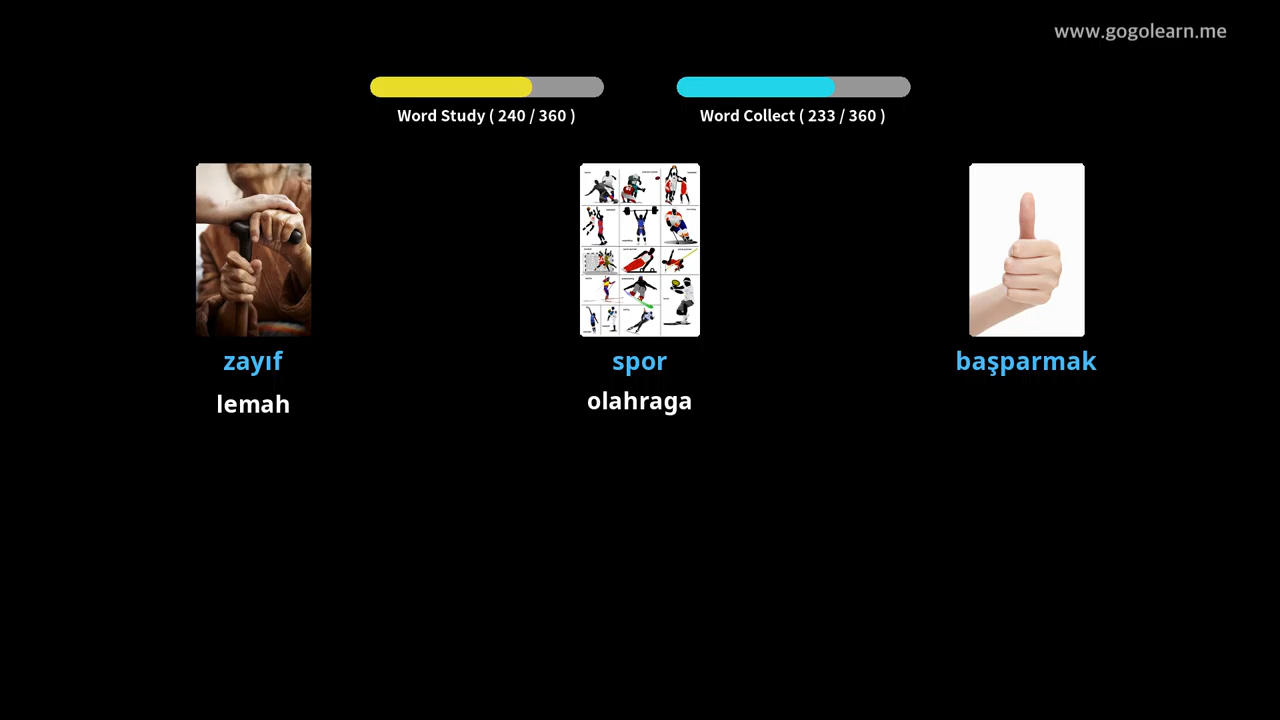 www.gogolearn.me
Word Study ( 240 / 360 )
Word Collect ( 233 / 360 )
zayıf
spor
başparmak
lemah
olahraga